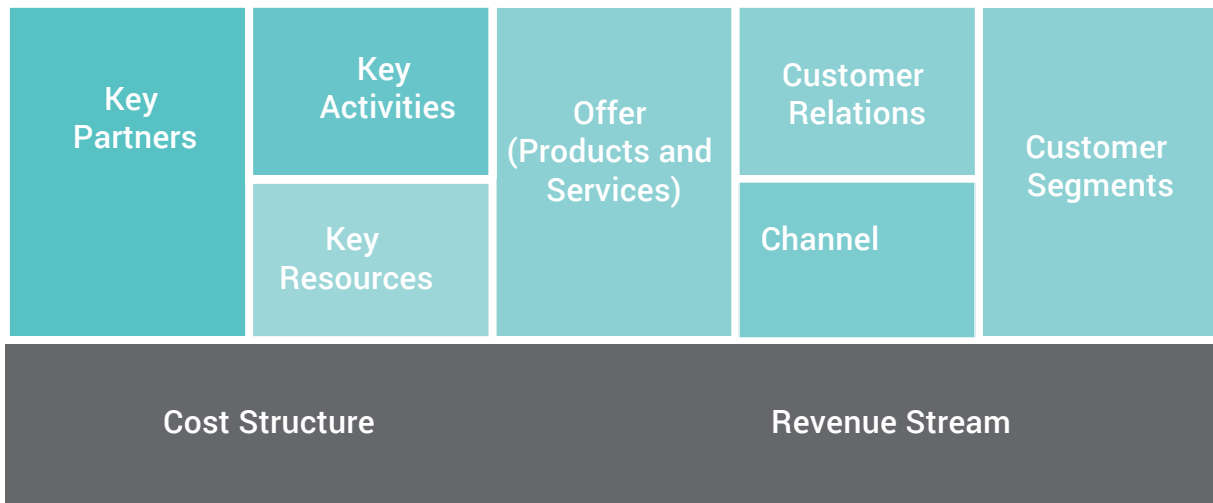 Key
Partners
Key
Activities
Key
Resources
Offer
(Products and
Services)
Customer
Relations
Channel
Customer
Segments
Cost Structure
Revenue Stream